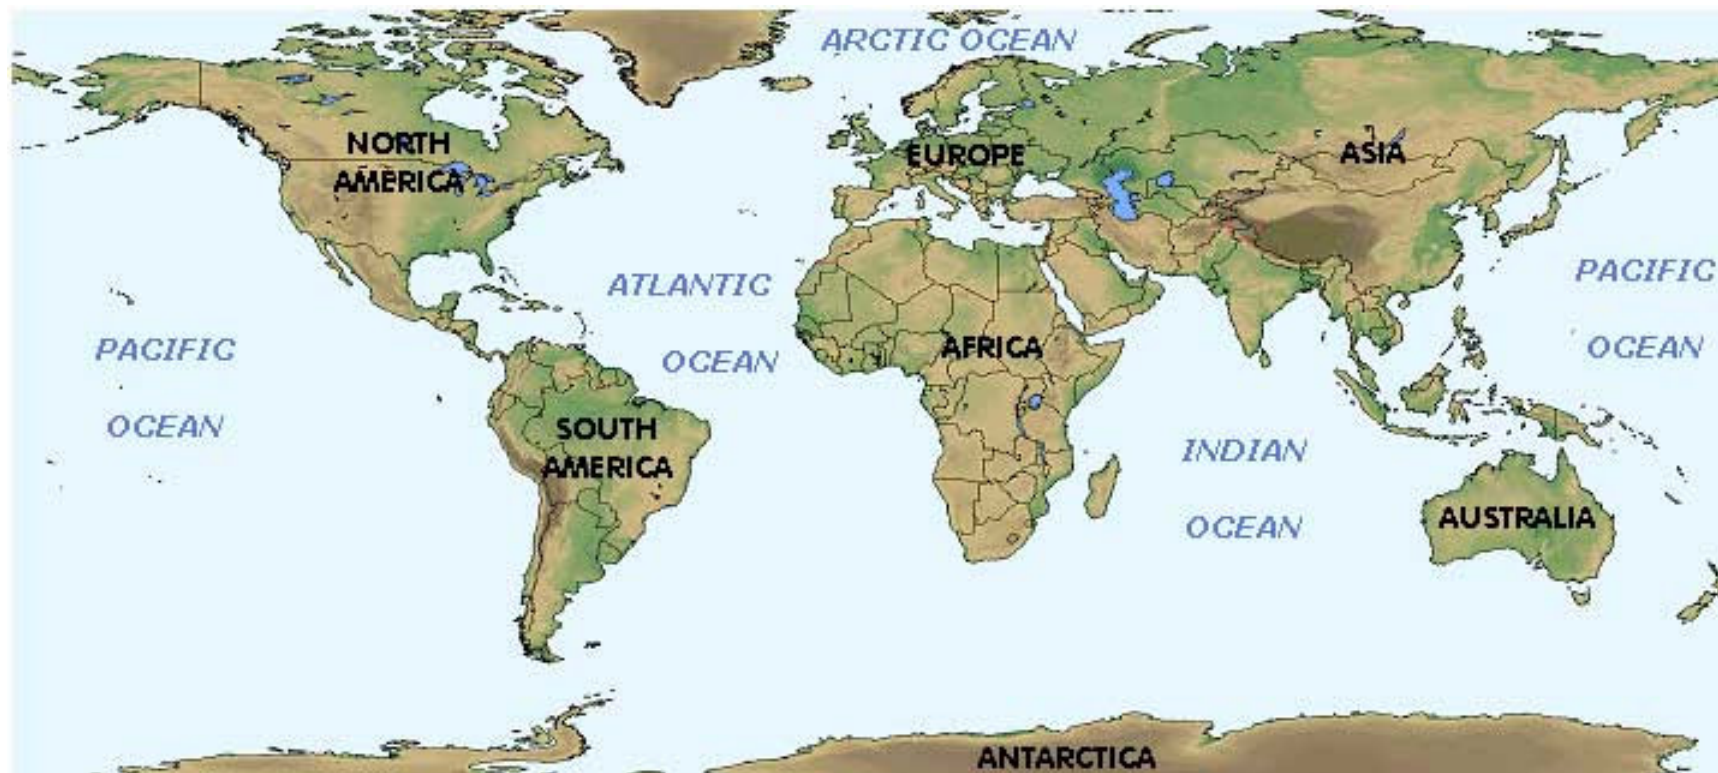 ARCTIC OCEAN
NORTH
AMERICA
EUROPE
ASIA
ATLANTIC
OCEAN
PACIFIC
OCEAN
PACIFIC
OCEAN
AFRICA
SOUTH
AMERICA
INDIAN
OCEAN
AUSTRALIA
ANTARCTICA